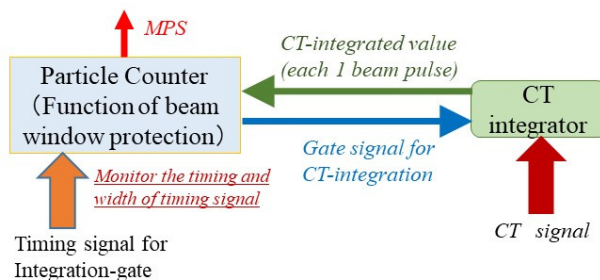 MPS
CT-integrated value
(each 1 beam pulse)
Particle Counter
（Function of beam
window protection）
CT
integrator
Gate signal for
CT-integration
Monitor the timing and
width of timing signal
Timing signal for
Integration-gate
CT signal